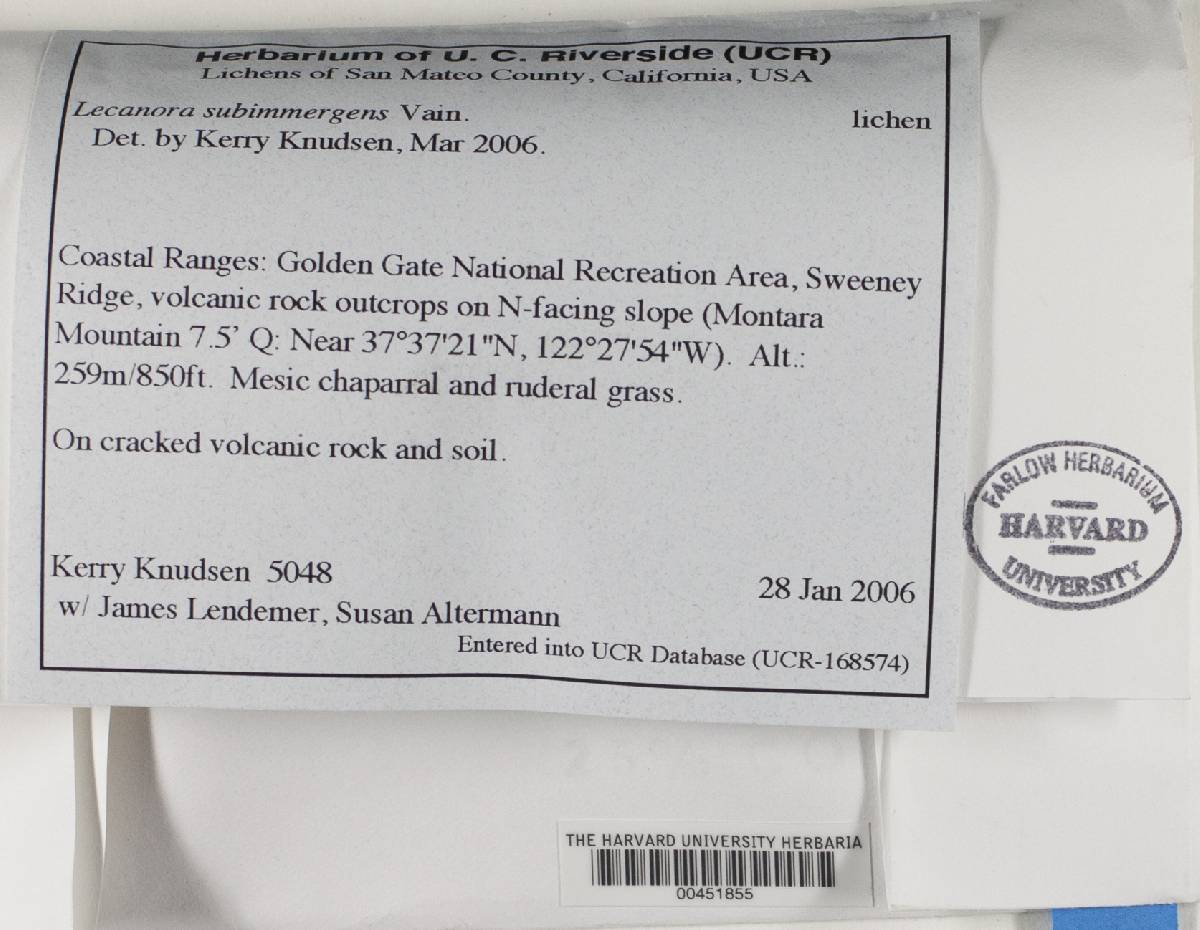 Herbarium of U. C. Riverside (UCR)
Lichens of San Mateo County, California, USA
Lecanora subimmergens Vain.
lichen
Det. by Kerry Knudsen, Mar 2006.
Coastal Ranges: Golden Gate National Recreation Area, Sweeney
Ridge, volcanic rock outcrops on N-facing slope (Montara
Mountain 7.5’ Q: Near 37°37'21"N, 122°27'54"W). Alt.:
259m/850ft. Mesic chaparral and ruderal grass.
On cracked volcanic rock and soil.
Kerry Knudsen 5048
28 Jan 2006
w/ James Lendemer, Susan Altermann
Entered into UCR Database (UCR-168574)
FARLOW HERBARIUM
HARVARD
UNIVERSITY
THE HARVARD UNIVERSITY HERBARIA
00451855